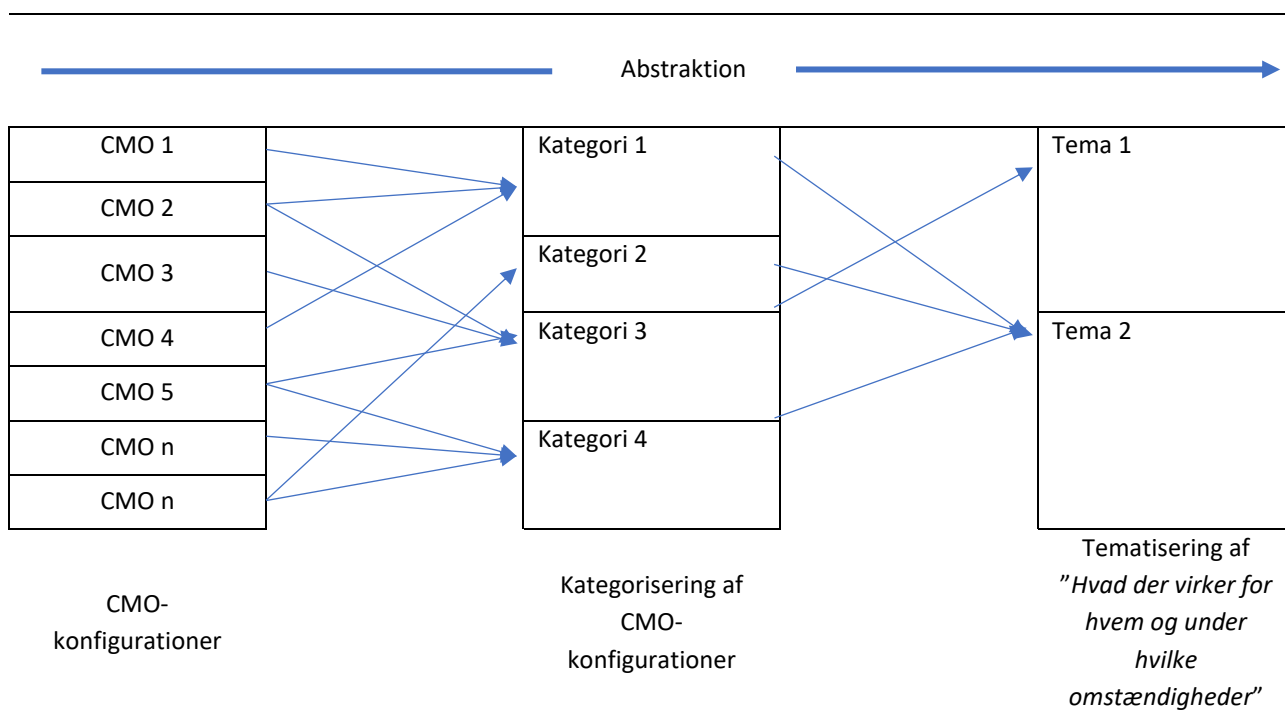 Abstraktion
CMO 1
CMO 2
CMO 3
CMO 4
CMO 5
CMO n
CMO n
Kategori 1
Kategori 2
Kategori 3
Kategori 4
Tema 1
Tema 2
CMO-
konfigurationer
Kategorisering af
CMO-
konfigurationer
Tematisering af
”Hvad der virker for
hvem og under
hvilke
omstændigheder”